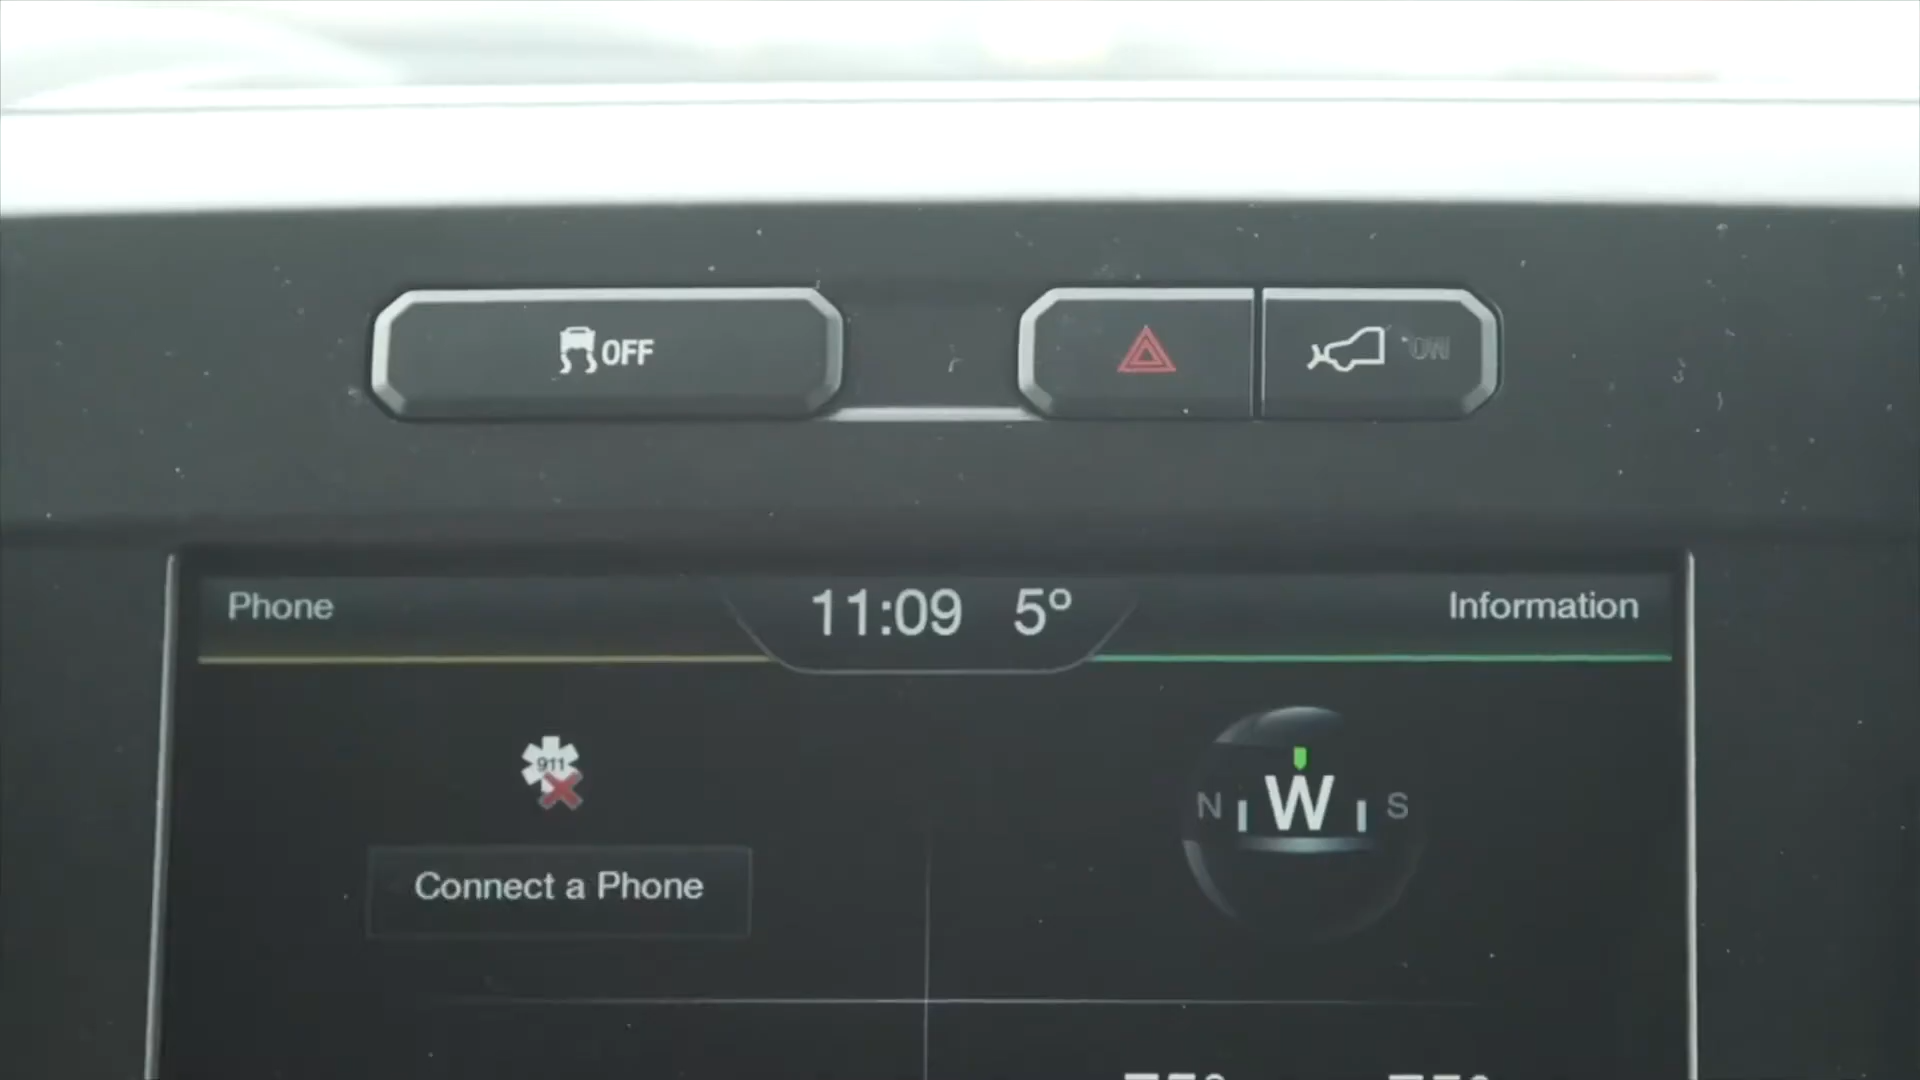 OFF
Phone
11:09 5°
Information
911
N W S
Connect a Phone